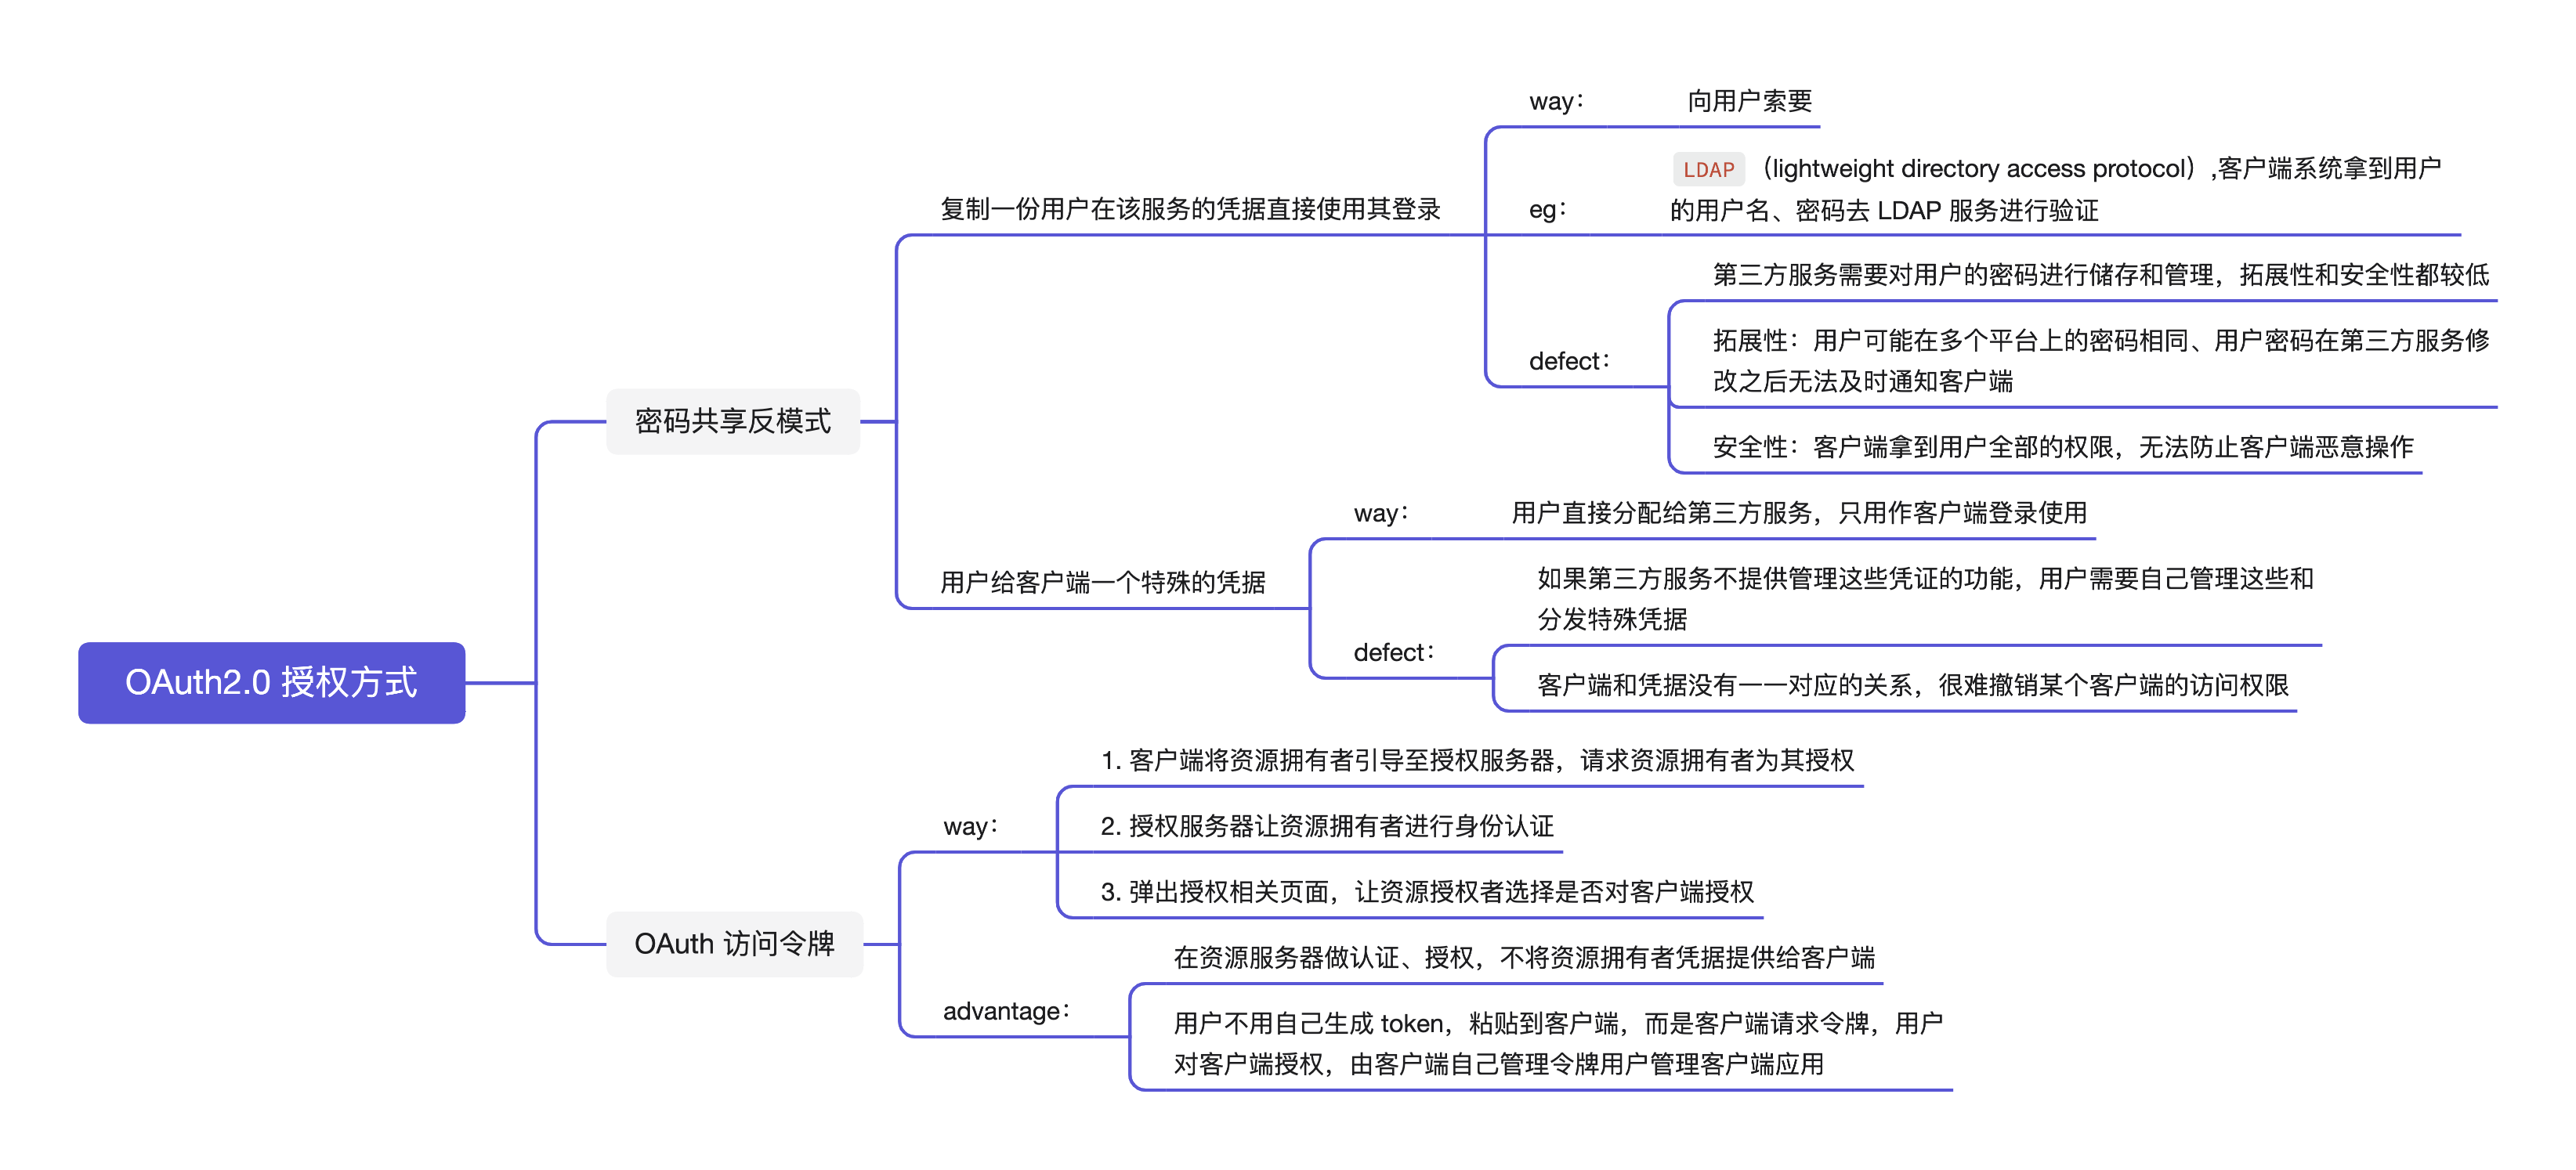 way： 向用户索要
复制一份用户在该服务的凭据直接使用其登录
eg： LDAP（lightweight directory access protocol）,客户端系统拿到用户
的用户名、密码去 LDAP 服务进行验证
defect：
第三方服务需要对用户的密码进行储存和管理，拓展性和安全性都较低
拓展性：用户可能在多个平台上的密码相同、用户密码在第三方服务修
改之后无法及时通知客户端
安全性：客户端拿到用户全部的权限，无法防止客户端恶意操作
密码共享反模式
用户给客户端一个特殊的凭据
way： 用户直接分配给第三方服务，只用作客户端登录使用
defect：
如果第三方服务不提供管理这些凭证的功能，用户需要自己管理这些和
分发特殊凭据
客户端和凭据没有一一对应的关系，很难撤销某个客户端的访问权限
OAuth2.0 授权方式
OAuth 访问令牌
way：
1. 客户端将资源拥有者引导至授权服务器，请求资源拥有者为其授权
2. 授权服务器让资源拥有者进行身份认证
3. 弹出授权相关页面，让资源授权者选择是否对客户端授权
advantage：
在资源服务器做认证、授权，不将资源拥有者凭据提供给客户端
用户不用自己生成 token，粘贴到客户端，而是客户端请求令牌，用户
对客户端授权，由客户端自己管理令牌用户管理客户端应用